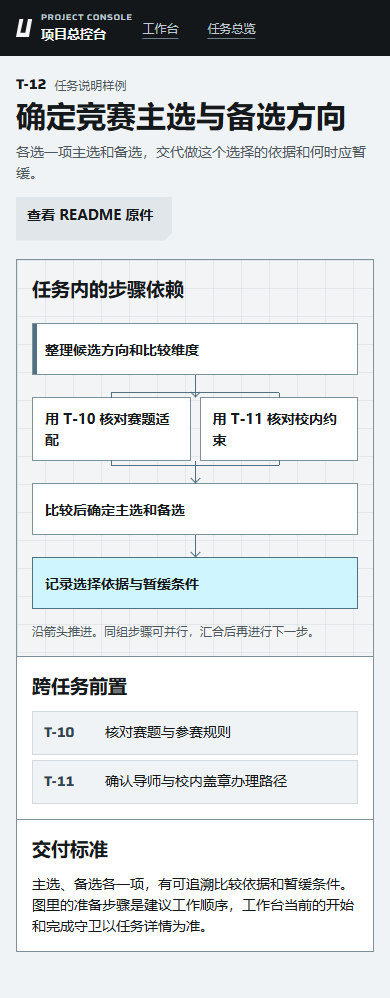 PROJECT CONSOLE
项目总控台
工作台
任务总览
T-12 任务说明样例
确定竞赛主选与备选方向
各选一项主选和备选，交代做这个选择的依据和何时应暂
缓。
查看 README 原件
任务内的步骤依赖
整理候选方向和比较维度
用 T-10 核对赛题适
配
用 T-11 核对校内约
束
比较后确定主选和备选
记录选择依据与暂缓条件
沿箭头推进。同组步骤可并行，汇合后再进行下一步。
跨任务前置
T-10 核对赛题与参赛规则
T-11 确认导师与校内盖章办理路径
交付标准
主选、备选各一项，有可追溯比较依据和暂缓条件。
图里的准备步骤是建议工作顺序，工作台当前的开始
和完成守卫以任务详情为准。